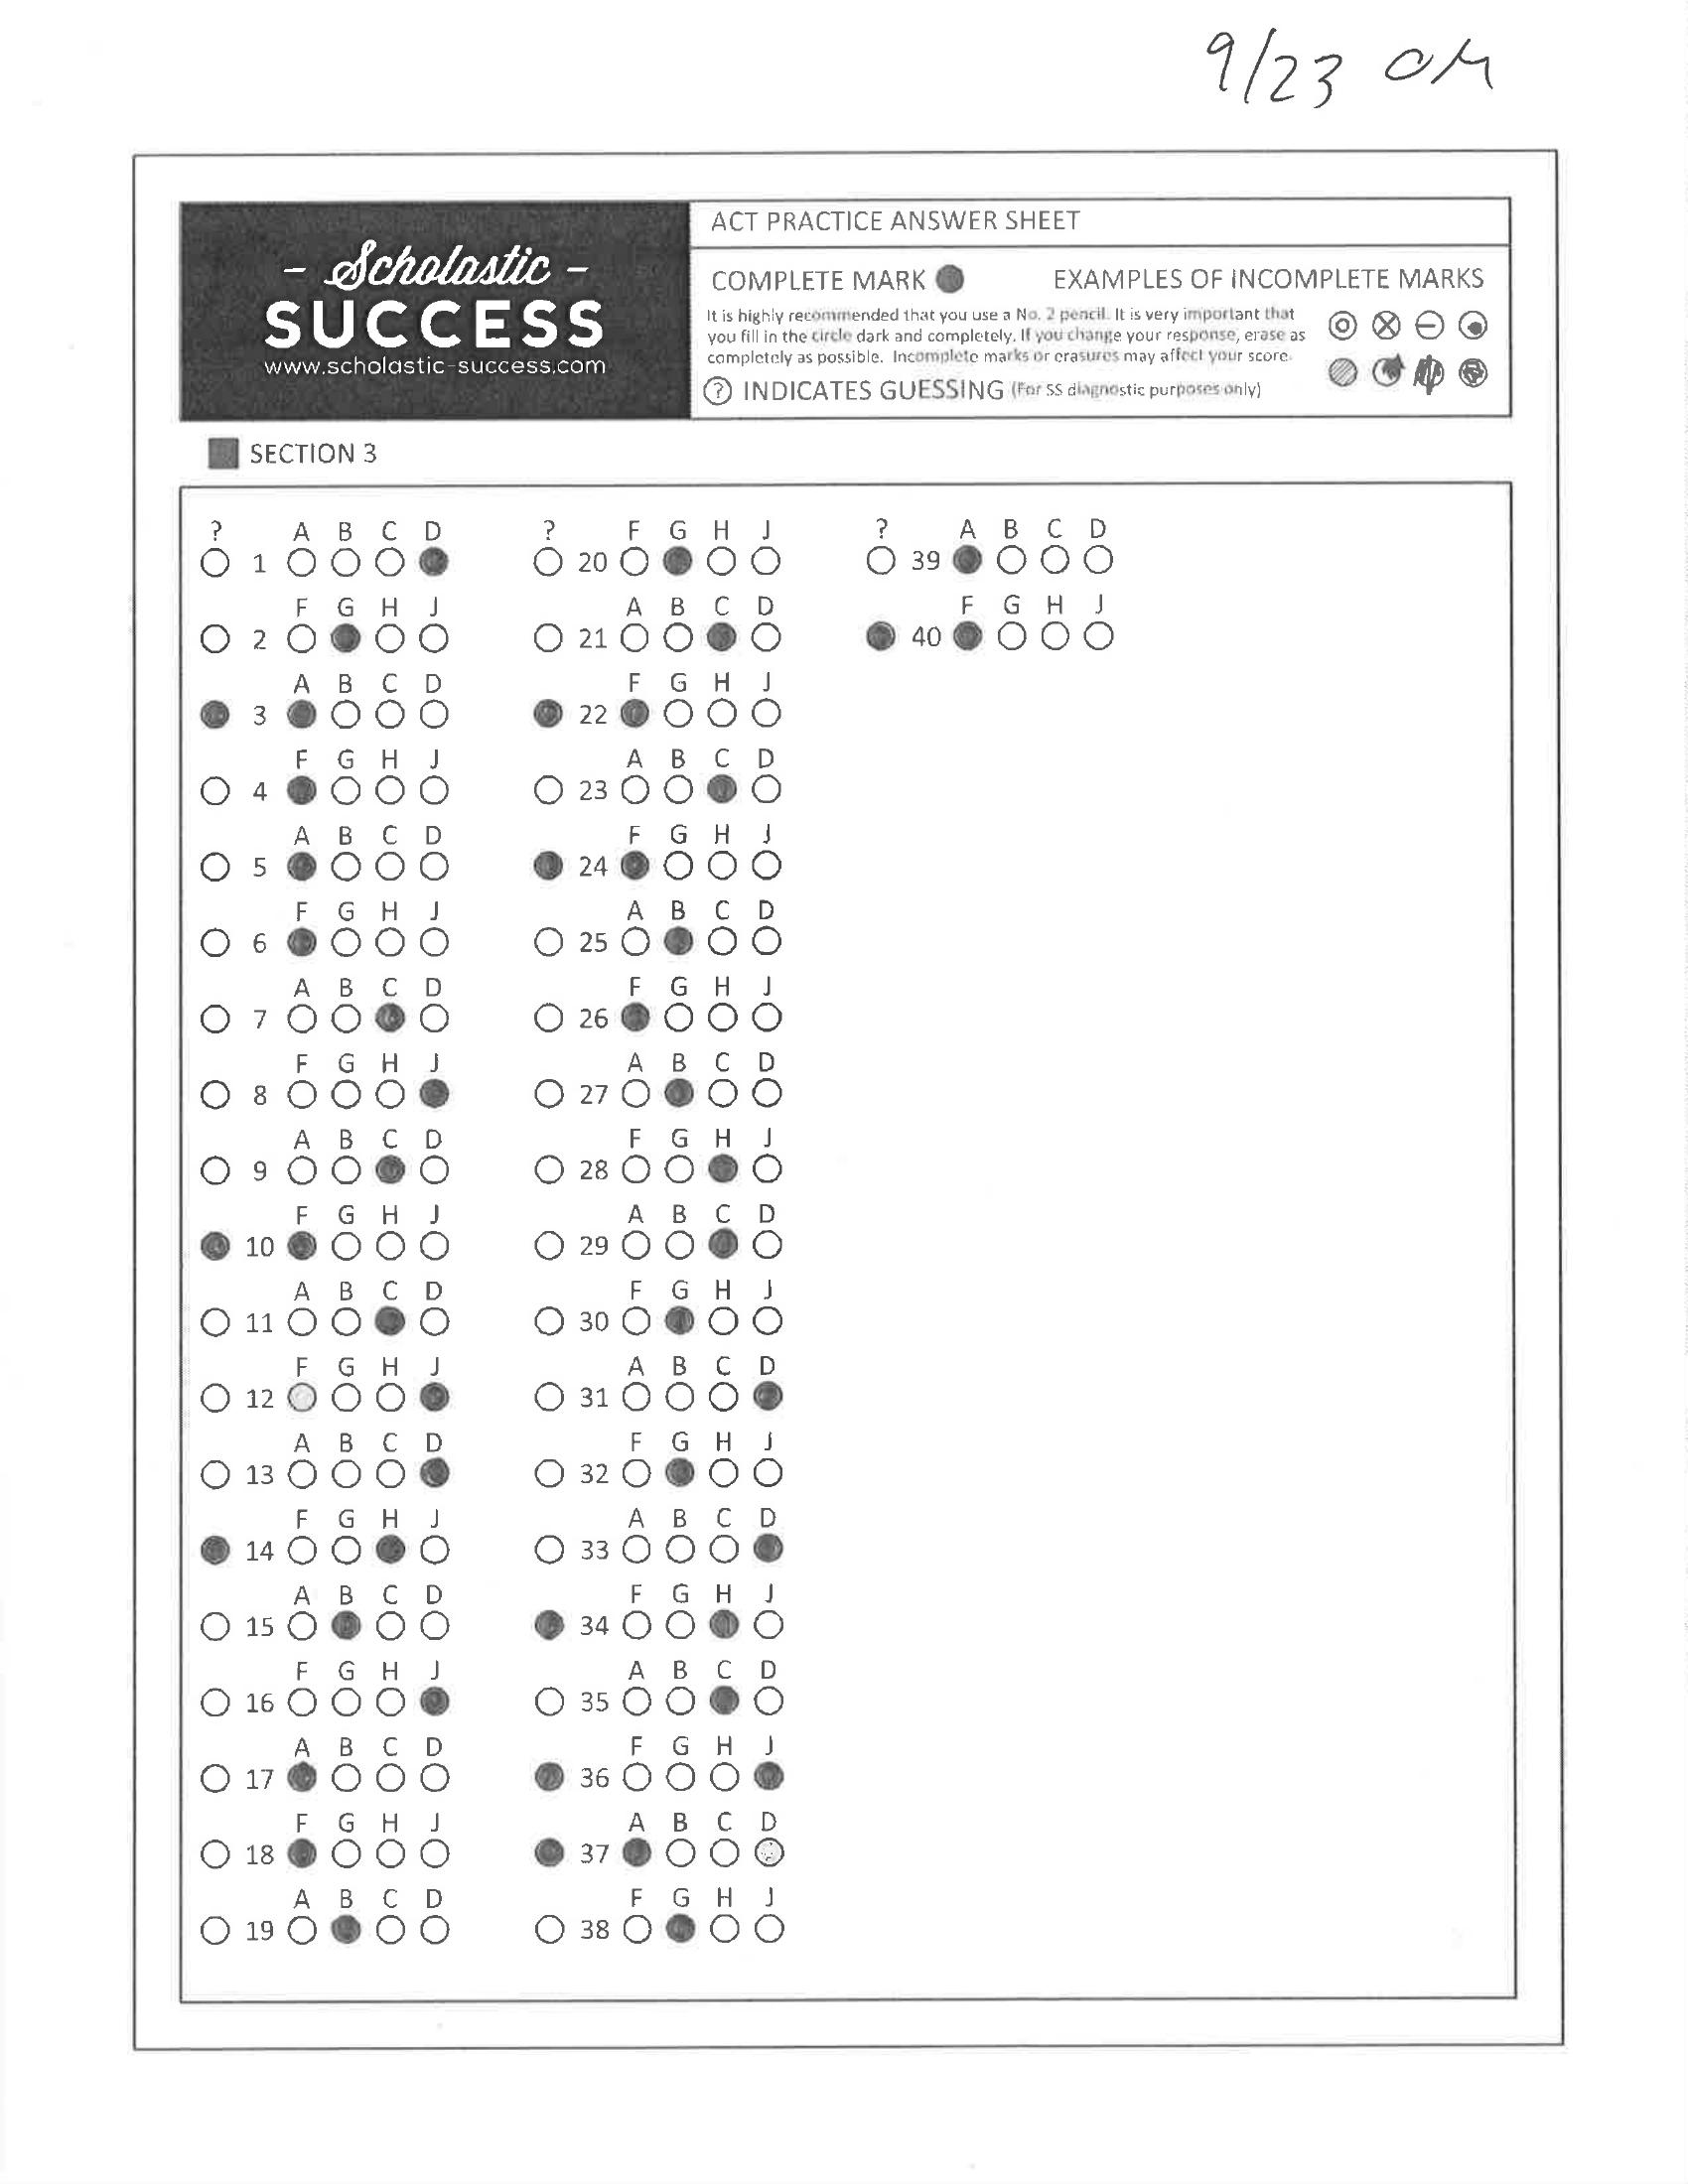 9/23 OM
- Scholastic -
SUCCESS
www.scholastic-success.com
ACT PRACTICE ANSWER SHEET
COMPLETE MARK
EXAMPLES OF INCOMPLETE MARKS
It is highly recommended that you use a No. 2 pencil. It is very important that
you fill in the circle dark and completely. If you change your response, erase as
completely as possible. Incomplete marks or erasures may affect your score.
? INDICATES GUESSING (For SS diagnostic purposes only)
SECTION 3
? A B C D
1
F G H J
2
A B C D
3
F G H J
4
A B C D
5
F G H J
6
A B C D
7
F G H J
8
A B C D
9
F G H J
10
A B C D
11
F G H J
12
A B C D
13
F G H J
14
A B C D
15
F G H J
16
A B C D
17
F G H J
18
A B C D
19
? F G H J
20
A B C D
21
F G H J
22
A B C D
23
F G H J
24
A B C D
25
F G H J
26
A B C D
27
F G H J
28
A B C D
29
F G H J
30
A B C D
31
F G H J
32
A B C D
33
F G H J
34
A B C D
35
F G H J
36
A B C D
37
F G H J
38
? A B C D
39
F G H J
40